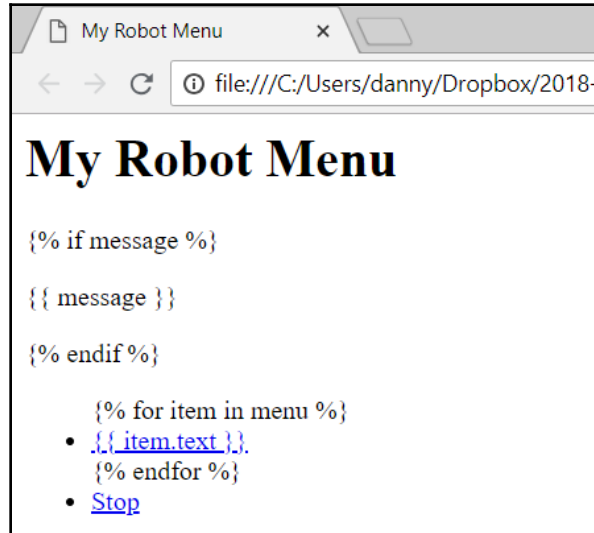 My Robot Menu
file:///C:/Users/danny/Dropbox/2018-
My Robot Menu
{% if message %}
{{ message }}
{% endif %}
{% for item in menu %}
• {{ item.text }}
{% endfor %}
• Stop